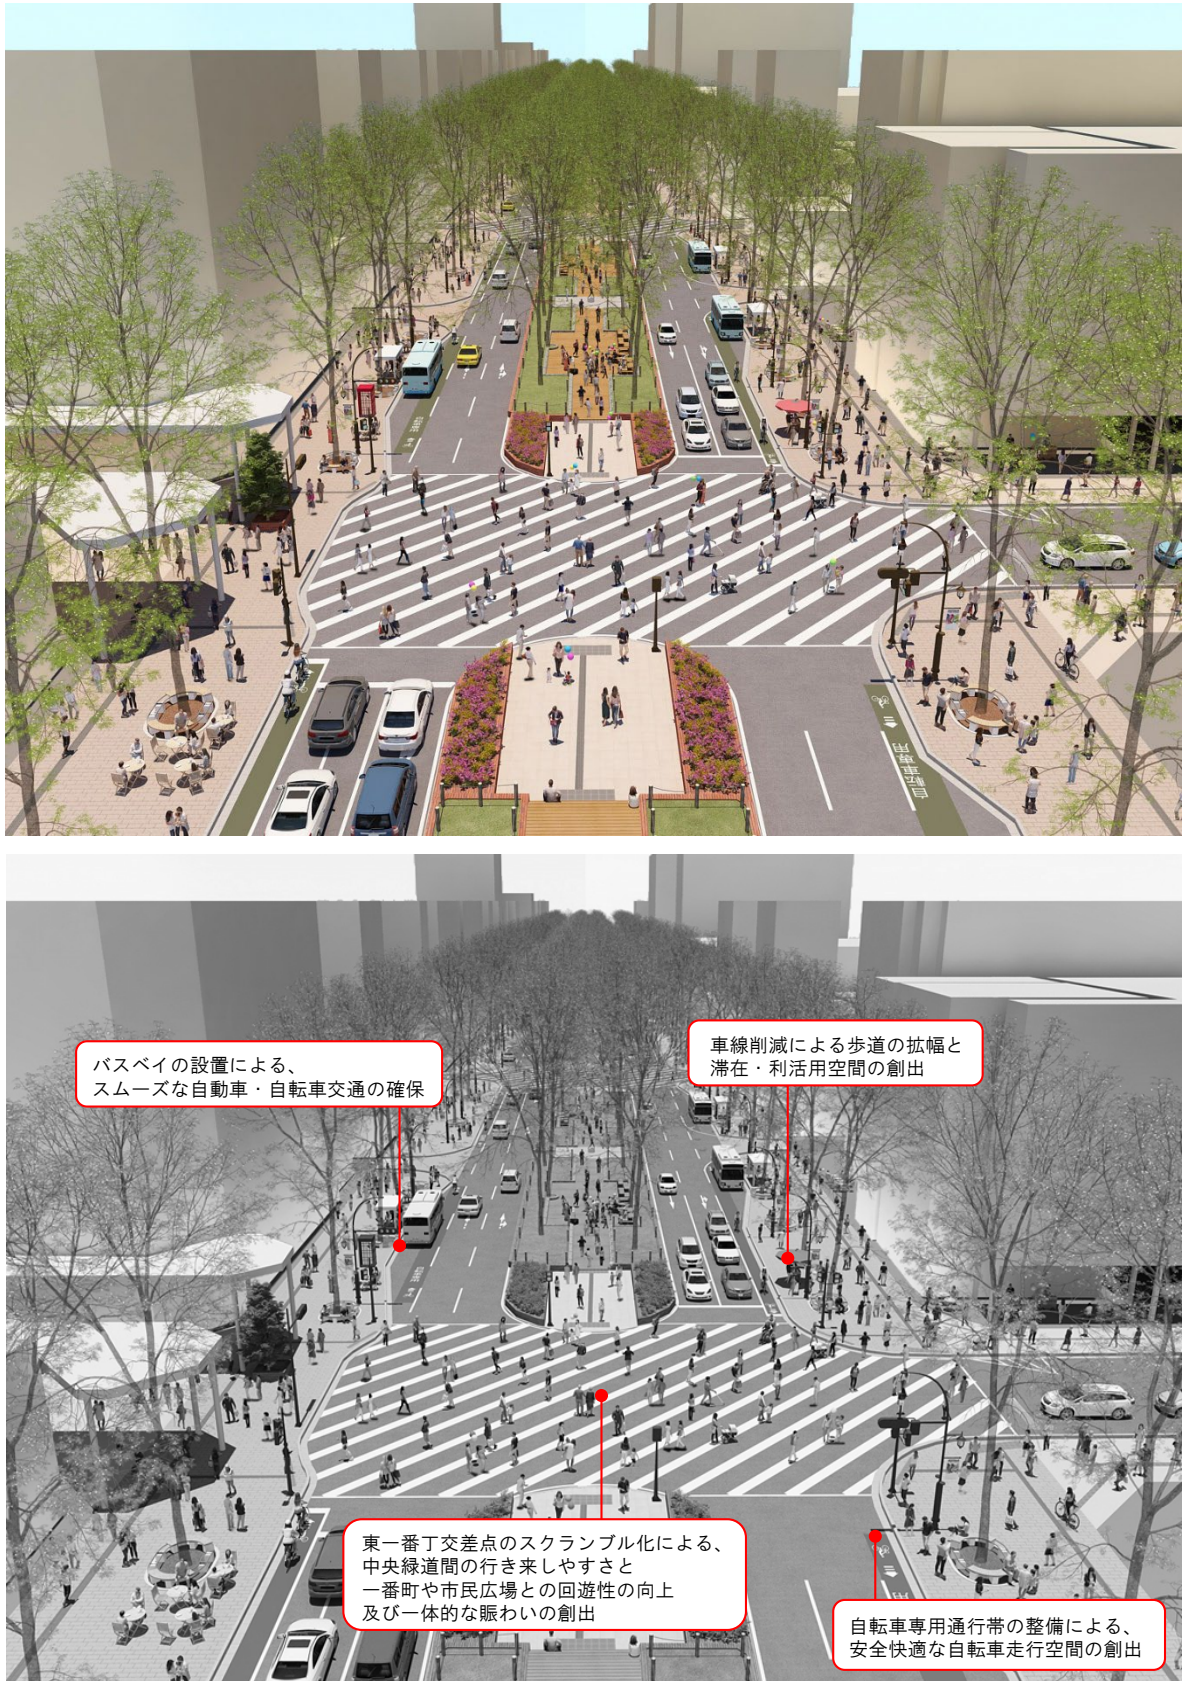 自転車専用
バスベイの設置による、
スムーズな自動車・自転車交通の確保
車線削減による歩道の拡幅と
滞在・利活用空間の創出
東一番丁交差点のスクランブル化による、
中央緑道間の行き来しやすさと
一番町や市民広場との回遊性の向上
及び一体的な賑わいの創出
自転車専用通行帯の整備による、
安全快適な自転車走行空間の創出